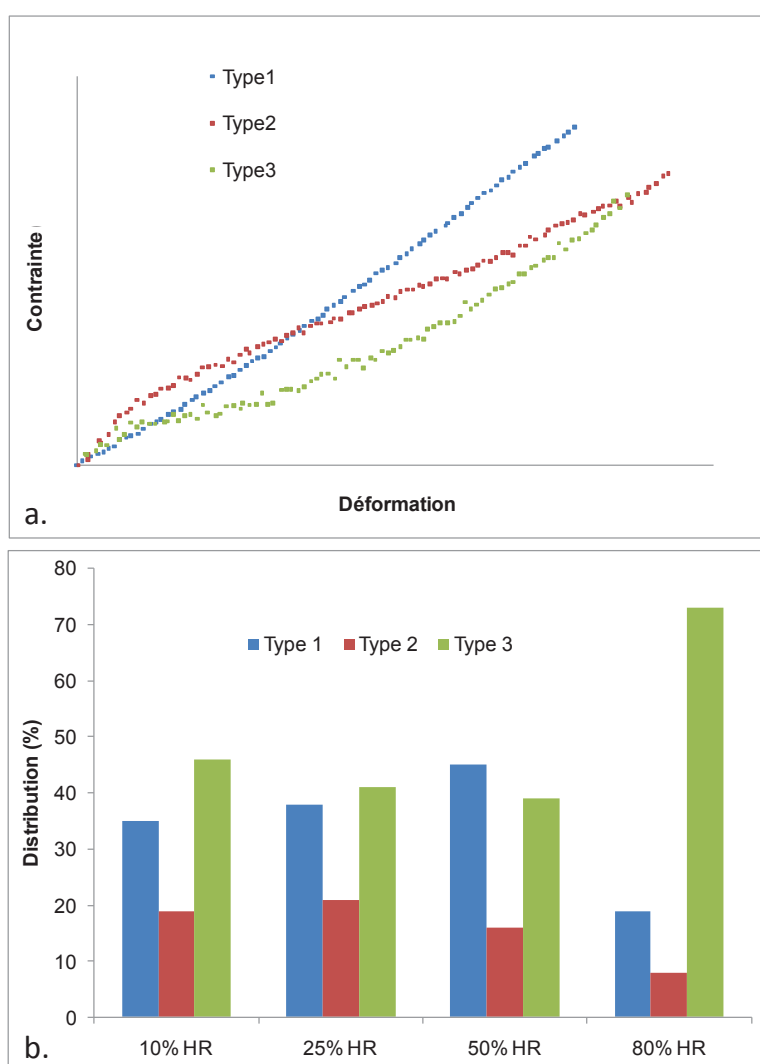 Type1
Type2
Type3
Contrainte
Déformation
a.
80
70
60
50
40
30
20
10
0
Distribution (%)
Type 1 Type 2 Type 3
10% HR 25% HR 50% HR 80% HR
b.